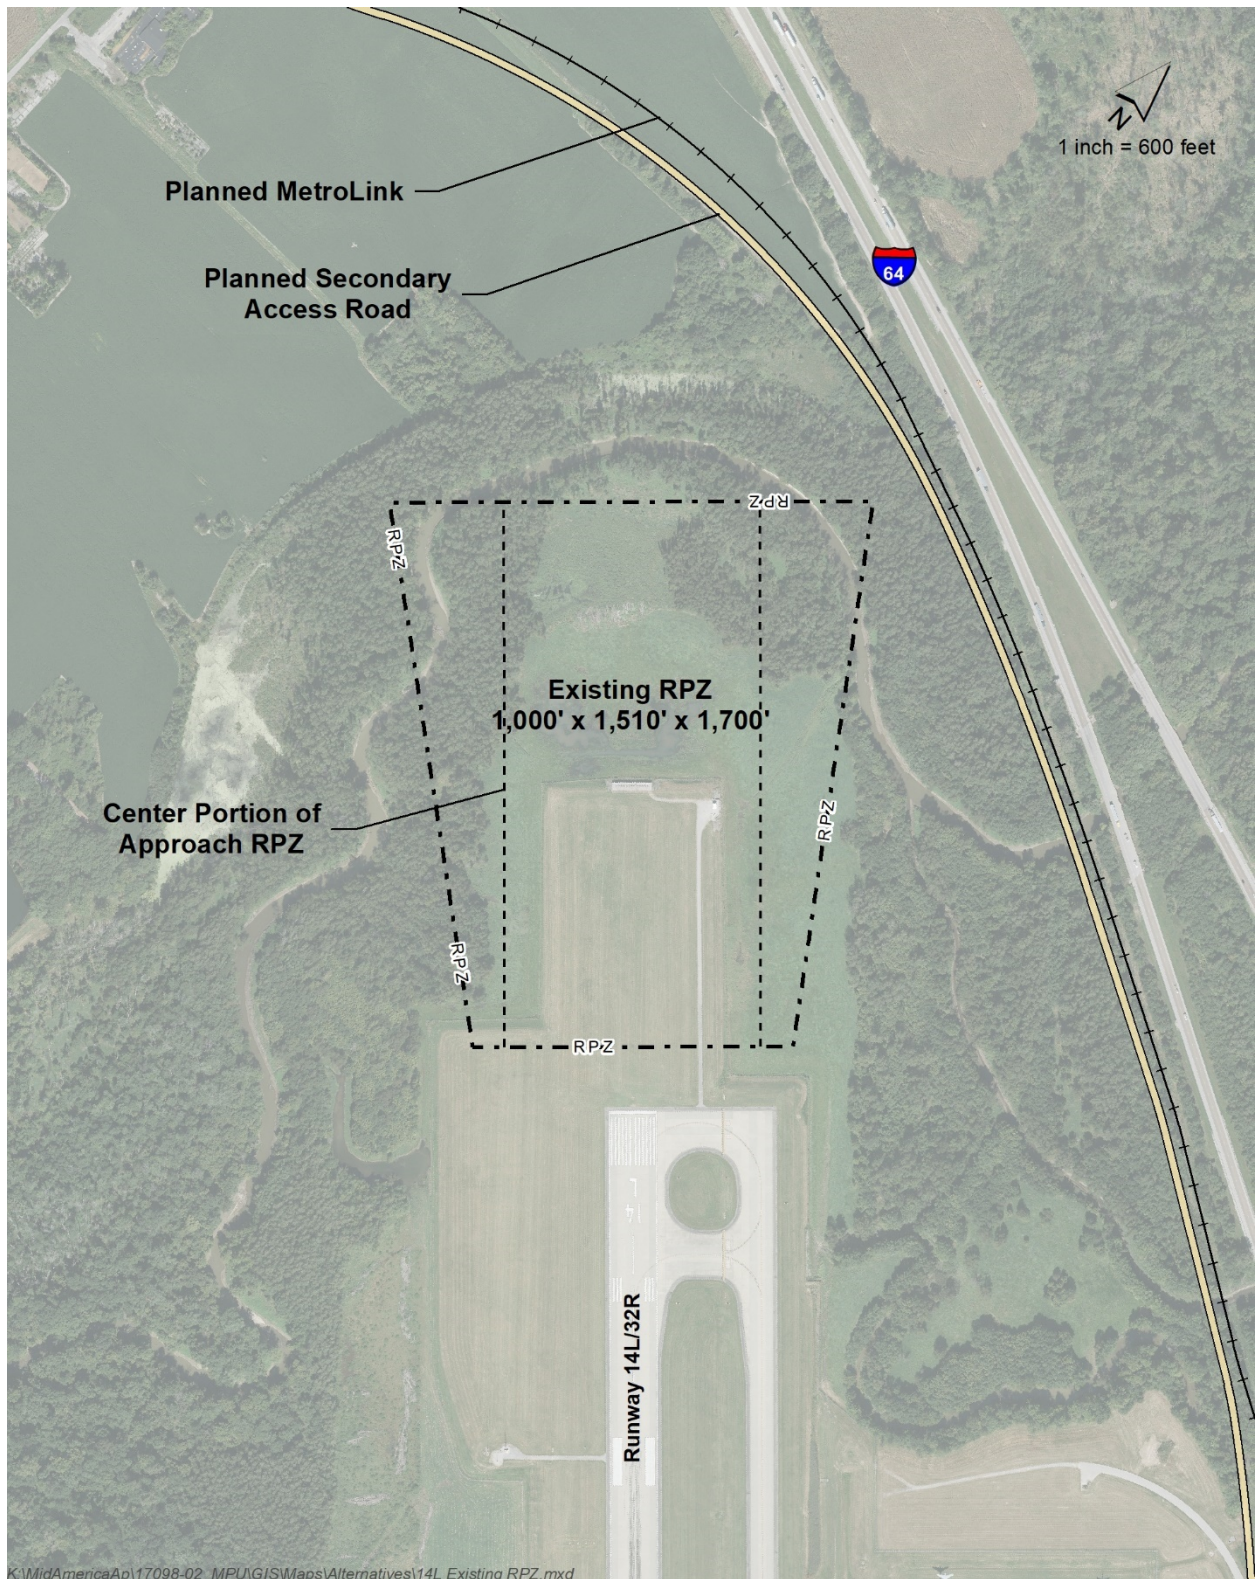 N
1 inch = 600 feet
Planned MetroLink
Planned Secondary
Access Road
64
RPZ
RPZ
Existing RPZ
1,000' x 1,510' x 1,700'
Center Portion of
Approach RPZ
RPZ
RPZ
RPZ
Runway 14L/32R
K:\MidAmericaAp\17098-02_MPU\GIS\Maps\Alternatives\14L Existing RPZ.mxd